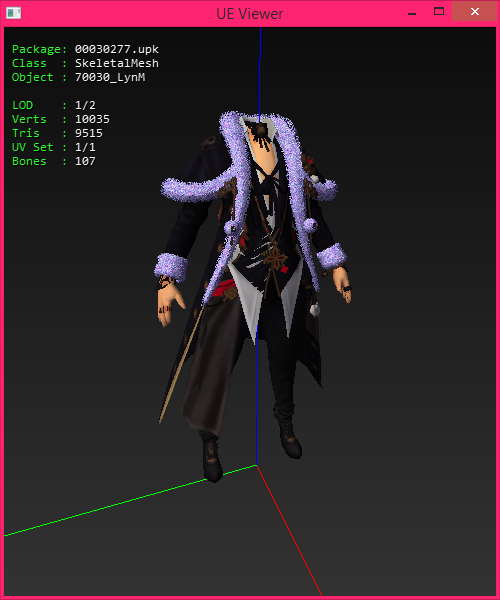 UE Viewer
Package: 00030277.upk
Class : SkeletalMesh
Object : 70030_LynM
LOD : 1/2
Verts : 10035
Tris : 9515
UV Set : 1/1
Bones : 107